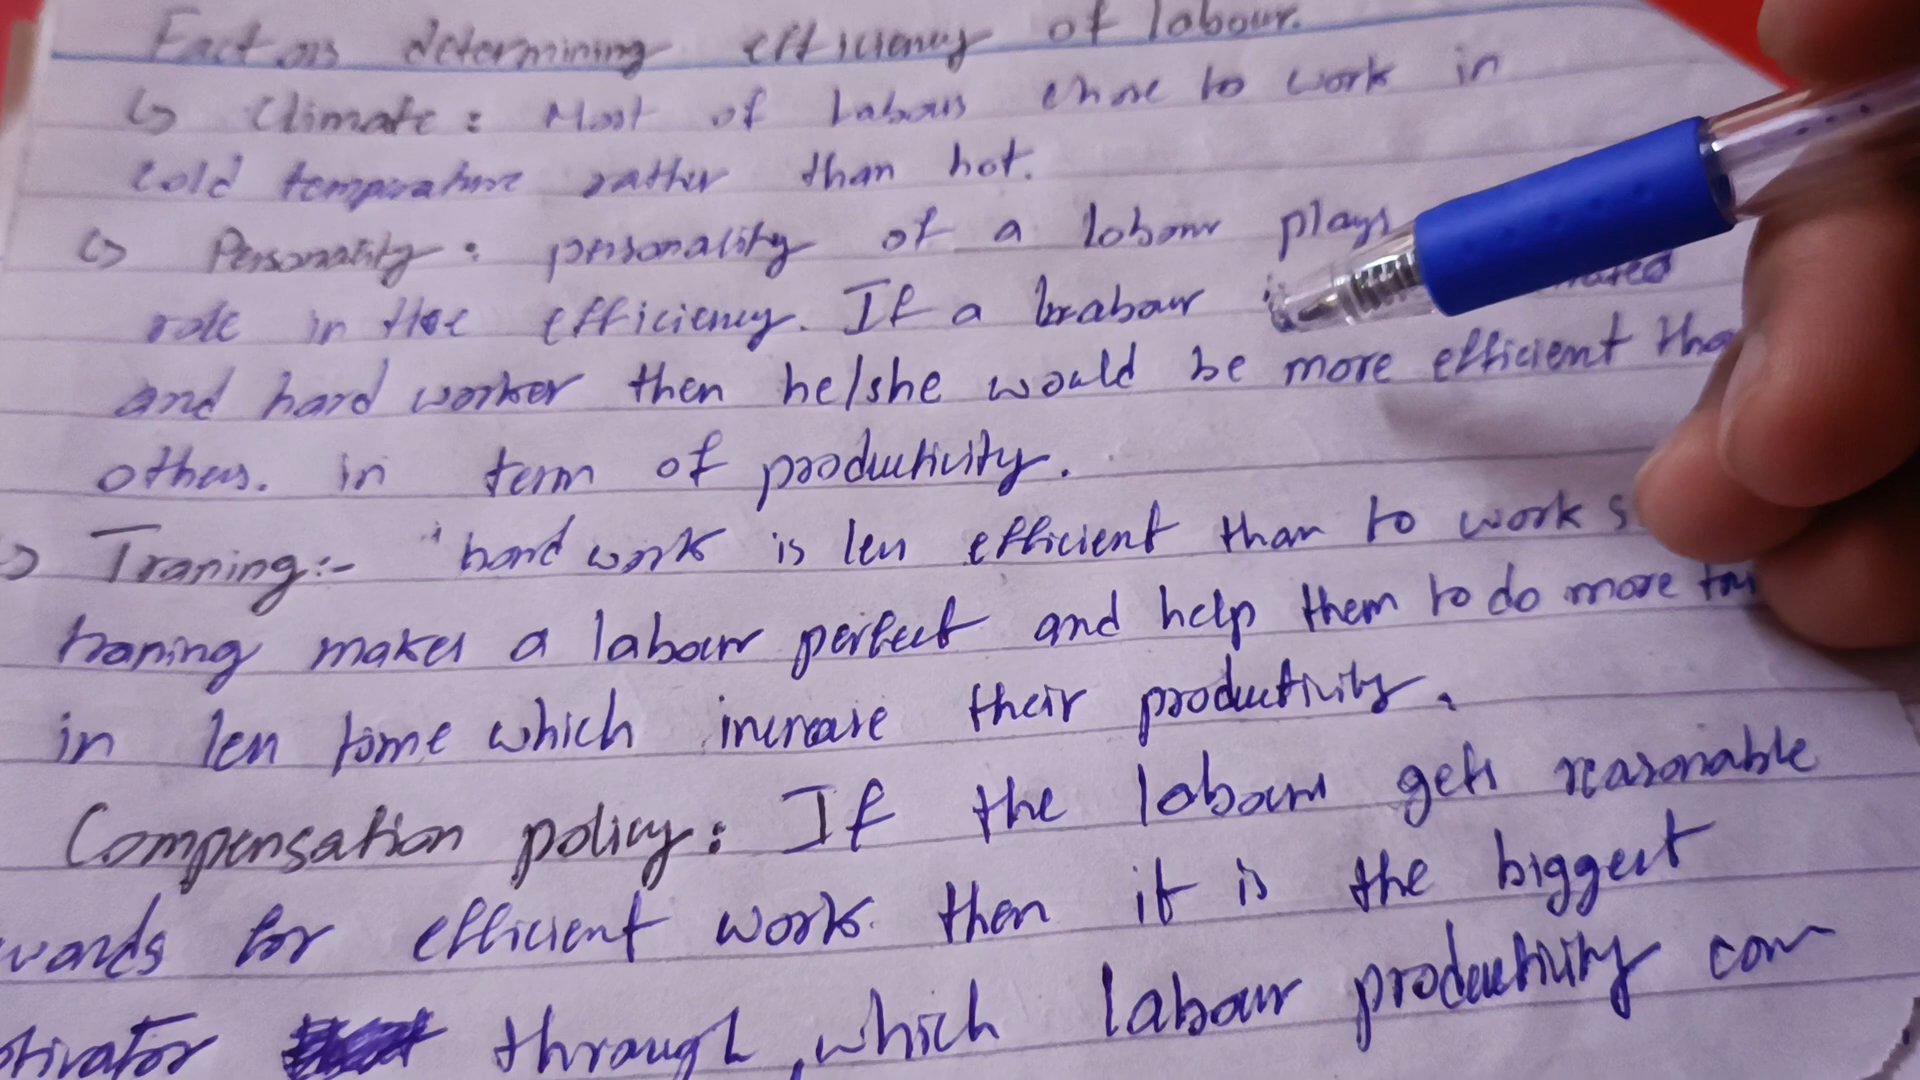 Factors determining efficiency of labour.
Climate : Most of labours chose to work in
cold temperature rather than hot.
Personality : personality of a labour plays
role in the efficiency. If a labour
and hard worker then he/she would be more efficient
others. in term of productivity.
Traning:- "hard work is less efficient than to work
traning makes a labour perfect and help them to do more
in less time which increase their productivity.
Compensation policy: If the labours gets reasonable
for efficient work then it is the biggest
through, which labour productivity